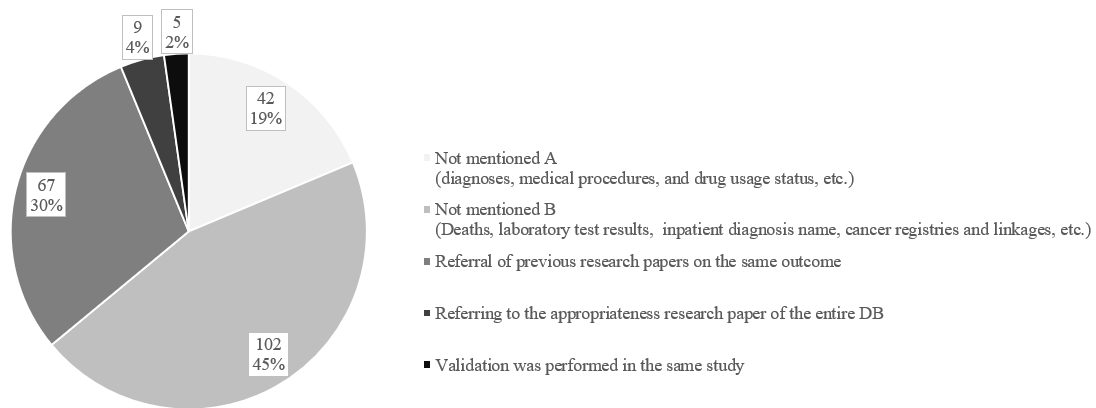 5
2%
9
4%
42
19%
67
30%
102
45%
Not mentioned A
(diagnoses, medical procedures, and drug usage status, etc.)
Not mentioned B
(Deaths, laboratory test results, inpatient diagnosis name, cancer registries and linkages, etc.)
Referral of previous research papers on the same outcome
Referring to the appropriateness research paper of the entire DB
Validation was performed in the same study